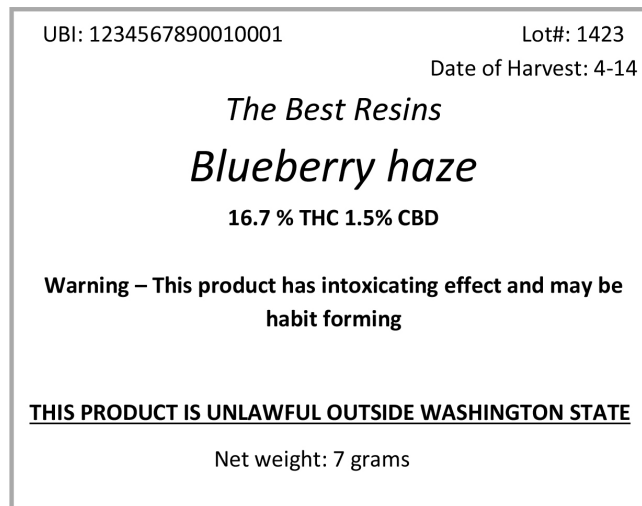 UBI: 1234567890010001 Lot#: 1423
Date of Harvest: 4-14
The Best Resins
Blueberry haze
16.7 % THC 1.5% CBD
Warning – This product has intoxicating effect and may be
habit forming
THIS PRODUCT IS UNLAWFUL OUTSIDE WASHINGTON STATE
Net weight: 7 grams